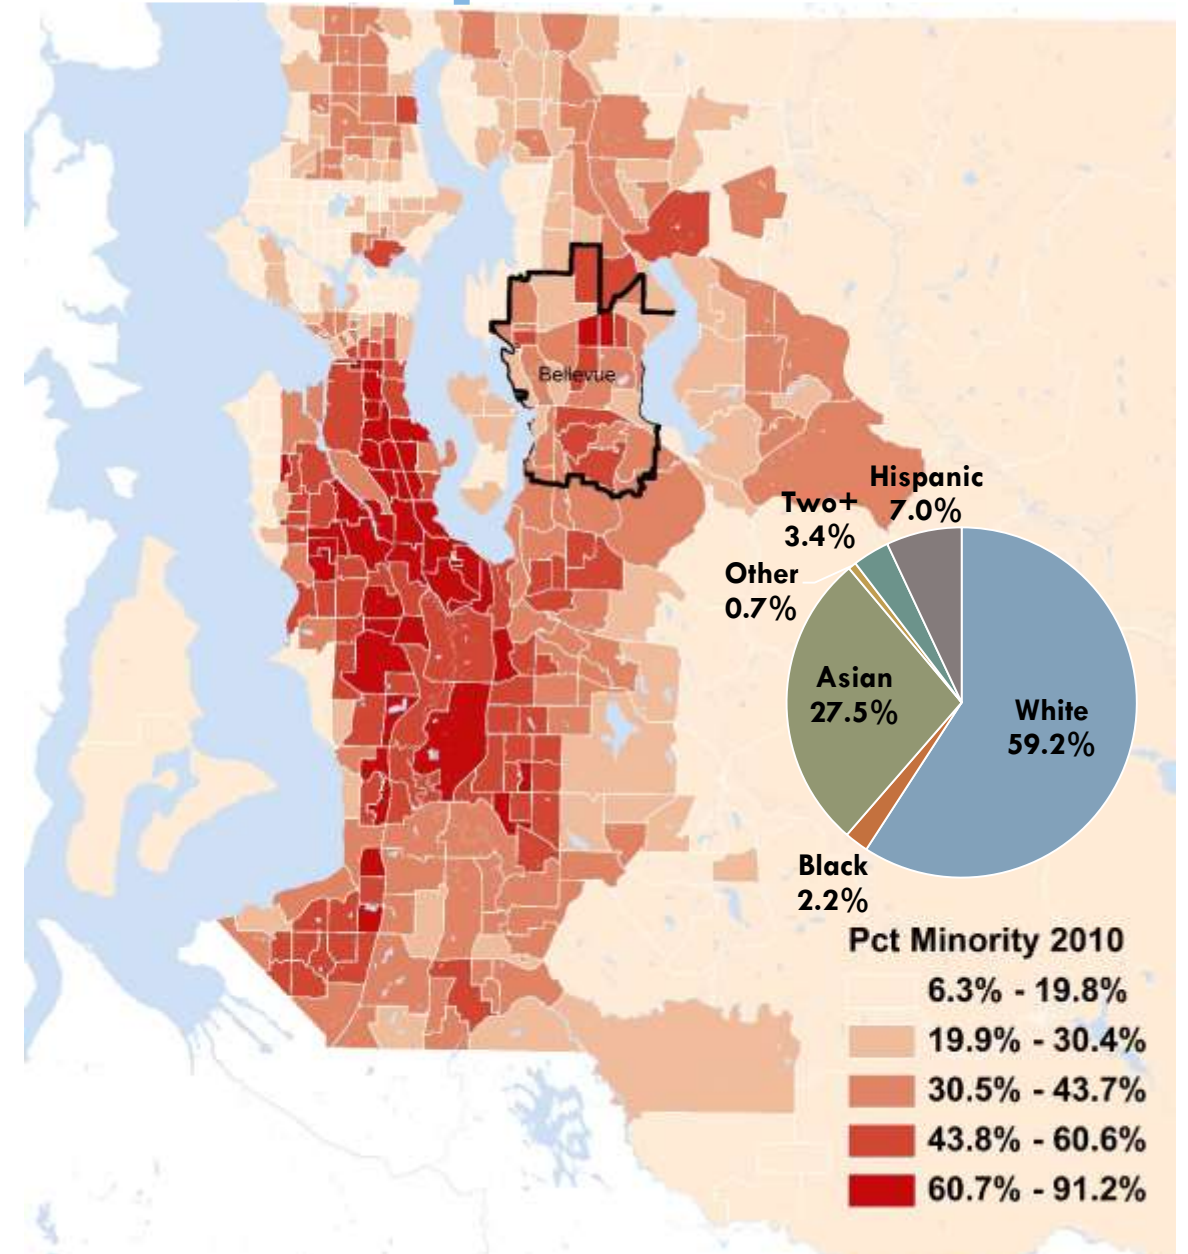 Bellevue
Hispanic
7.0%
Two+
3.4%
Other
0.7%
Asian
27.5%
White
59.2%
Black
2.2%
Pct Minority 2010
6.3% - 19.8%
19.9% - 30.4%
30.5% - 43.7%
43.8% - 60.6%
60.7% - 91.2%